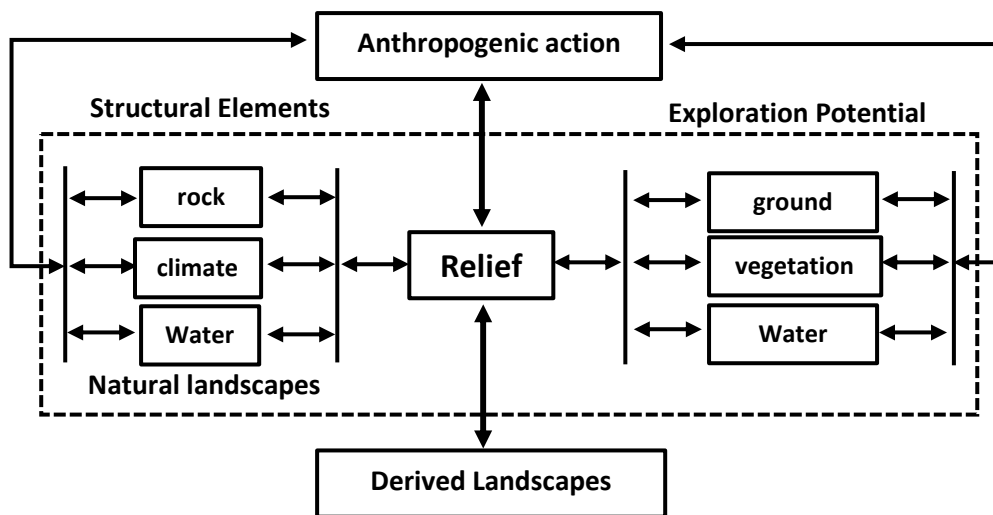 Anthropogenic action
Structural Elements
Exploration Potential
rock
climate
Water
Relief
ground
vegetation
Water
Natural landscapes
Derived Landscapes